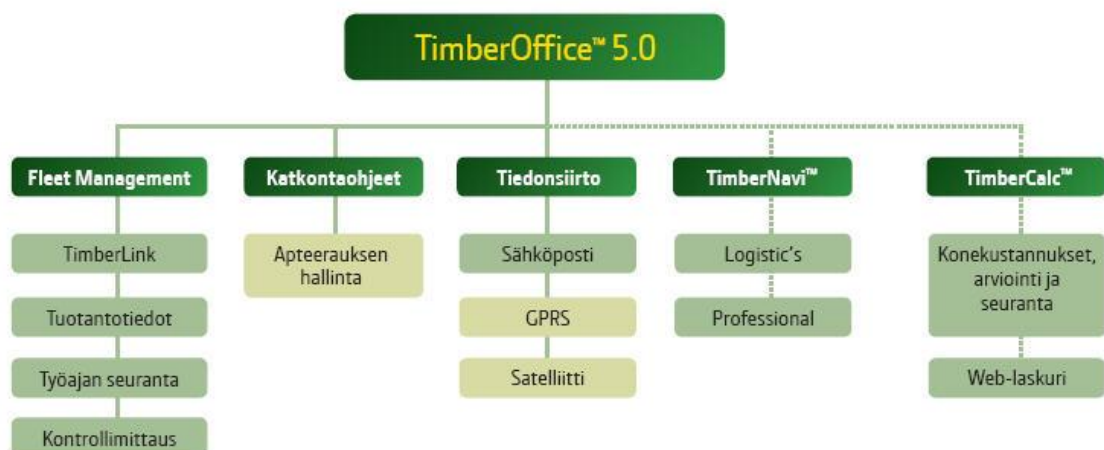 TimberOffice™ 5.0
Fleet Management
Katkontaohjeet
Tiedonsiirto
TimberNavi™
TimberCalc™
TimberLink
Tuotantotiedot
Työajan seuranta
Kontrollimittaus
Apteerauksen
hallinta
Sähköposti
GPRS
Satelliitti
Logistic's
Professional
Konekustannukset,
arviointi ja
seuranta
Web-laskuri